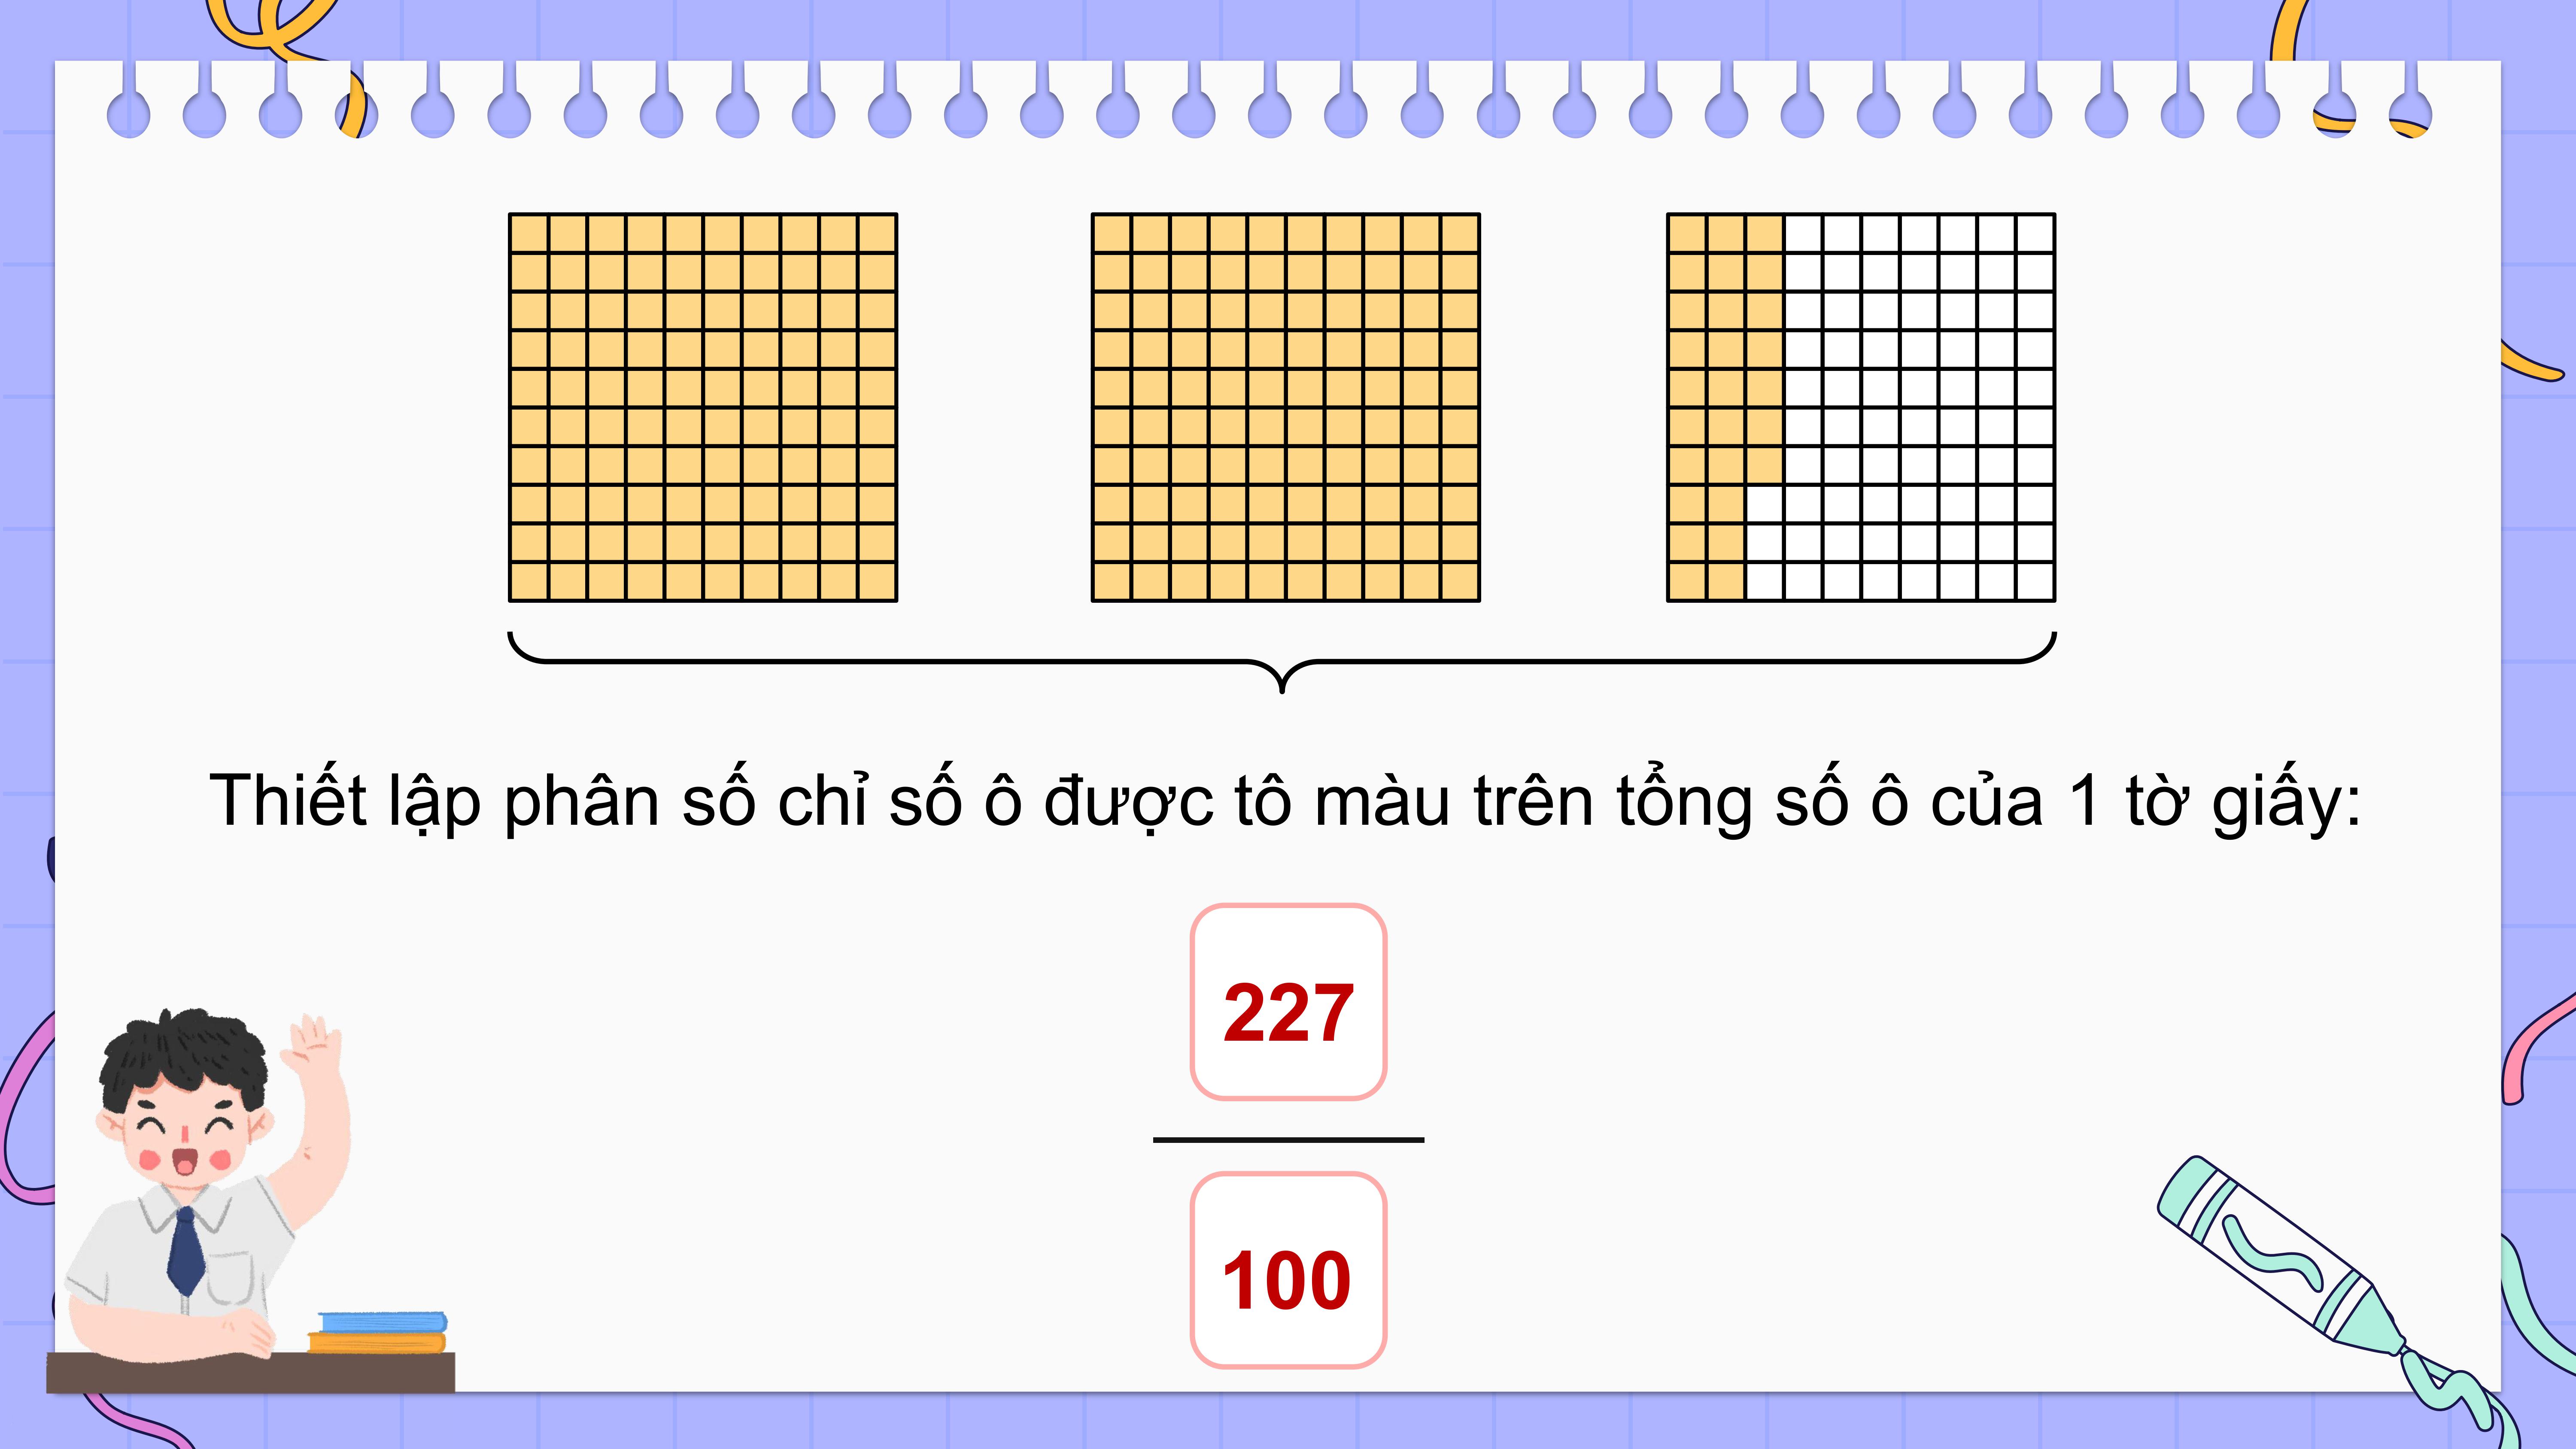 Thiết lập phân số chỉ số ô được tô màu trên tổng số ô của 1 tờ giấy:
227
100